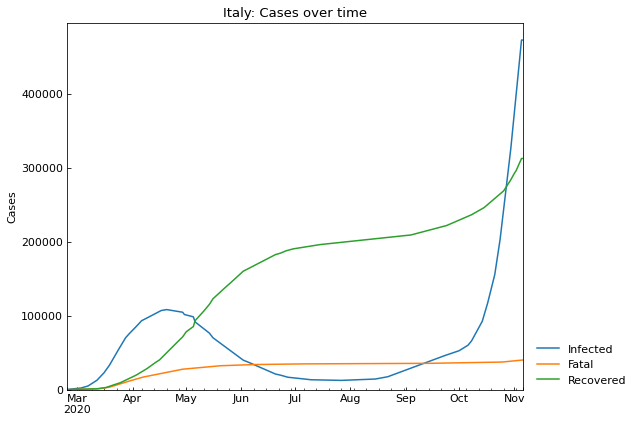 Italy: Cases over time
Cases
400000
300000
200000
100000
0
Mar Apr May Jun Jul Aug Sep Oct Nov
2020
Infected
Fatal
Recovered